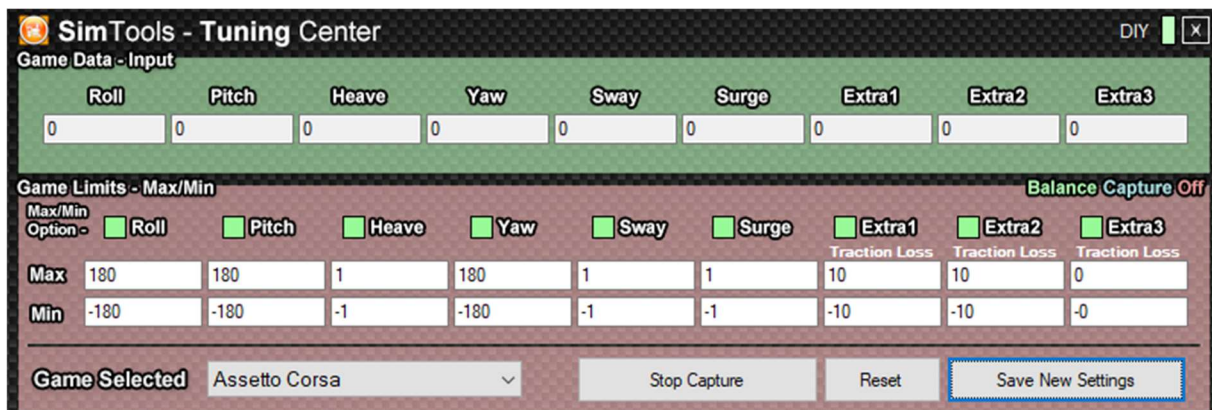 SimTools - Tuning Center DIY X
Game Data - Input
Roll Pitch Heave Yaw Sway Surge Extra1 Extra2 Extra3
0 0 0 0 0 0 0 0 0
Game Limits - Max/Min Balance Capture Off
Max/Min
Option - Roll Pitch Heave Yaw Sway Surge Extra1 Extra2 Extra3
Traction Loss Traction Loss Traction Loss
Max 180 180 1 180 1 1 10 10 0
Min -180 -180 -1 -180 -1 -1 -10 -10 -0
Game Selected Assetto Corsa Stop Capture Reset Save New Settings